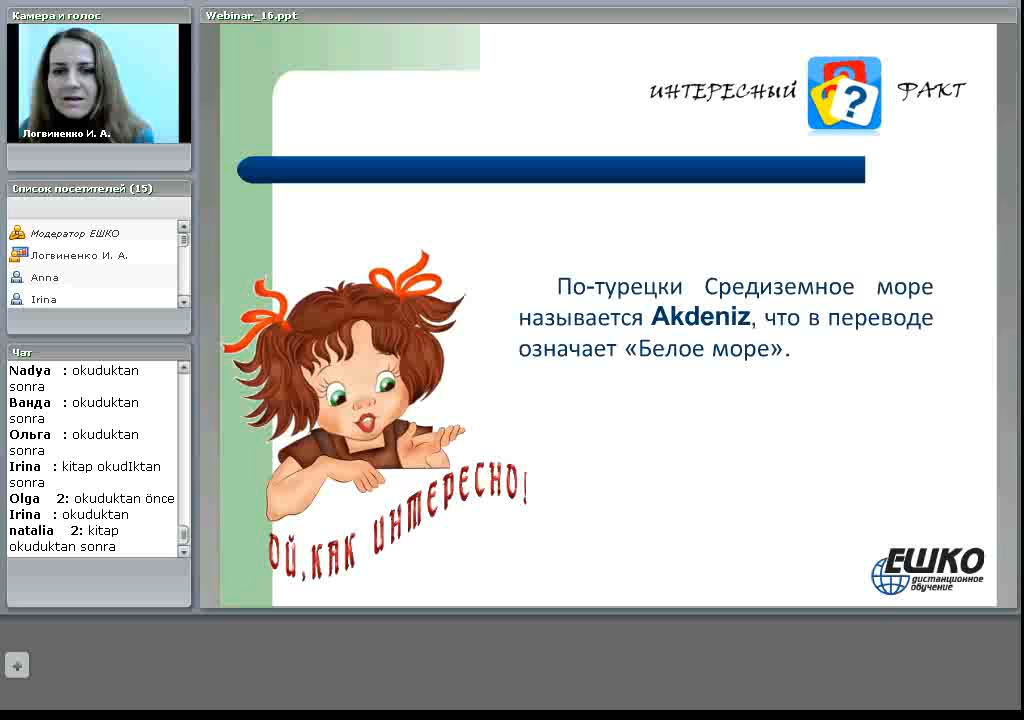 Камера и голос
Логвиненко И. А.
Список посетителей (15)
Модератор ЕШКО
Логвиненко И. А.
Anna
Irina
Чат
Nadya : okuduktan
sonra
Ванда : okuduktan
sonra
Ольга : okuduktan
sonra
Irina : kitap okudIktan
sonra
Olga 2: okuduktan önce
Irina : okuduktan
natalia 2: kitap
okuduktan sonra
Webinar_16.ppt
ИНТЕРЕСНЫЙ ФАКТ
По-турецки Средиземное море
называется Akdeniz, что в переводе
означает «Белое море».
ОЙ, КАК ИНТЕРЕСНО!
ЕШКО
дистанционное
обучение